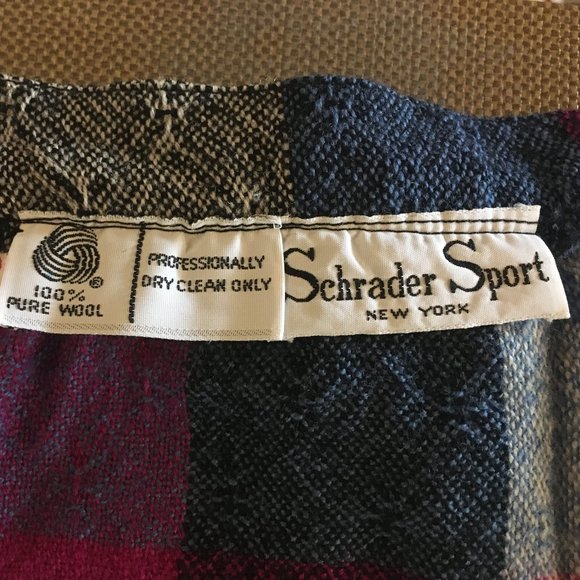 ®
100%
PURE WOOL
PROFESSIONALLY
DRY CLEAN ONLY
Schrader Sport
NEW YORK